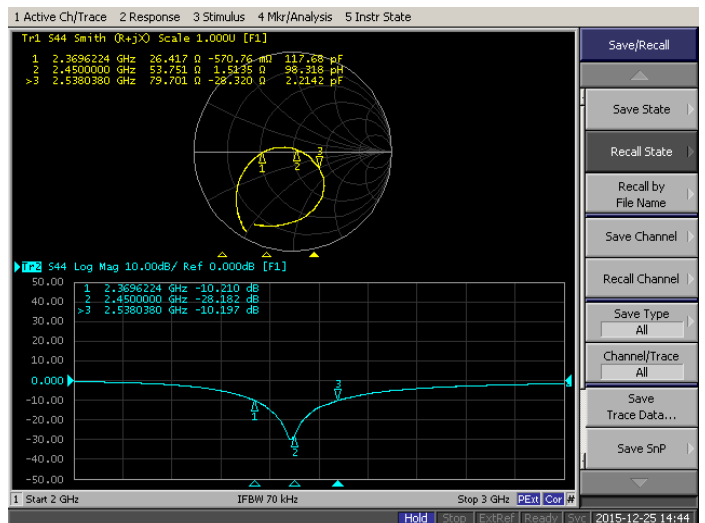 1 Active Ch/Trace 2 Response 3 Stimulus 4 Mkr/Analysis 5 Instr State
Tr1 S44 Smith (R+jX) Scale 1.000U [F1]
1 2.3696224 GHz 26.417 Ω -570.76 mΩ 117.68 pF
2 2.4500000 GHz 53.751 Ω 1.5135 Ω 98.318 pH
>3 2.5380380 GHz 79.701 Ω -28.320 Ω 2.2142 pF
1
2
3
Tr2 S44 Log Mag 10.00dB/ Ref 0.000dB [F1]
50.00
40.00
30.00
20.00
10.00
0.000
-10.00
-20.00
-30.00
-40.00
-50.00
1 2.3696224 GHz -10.210 dB
2 2.4500000 GHz -28.182 dB
>3 2.5380380 GHz -10.197 dB
1
2
3
1 Start 2 GHz IFBW 70 kHz Stop 3 GHz PExt Cor #
Save/Recall
Save State
Recall State
Recall by
File Name
Save Channel
Recall Channel
Save Type
All
Channel/Trace
All
Save
Trace Data...
Save SnP
Hold Stop ExtRef Ready Svc 2015-12-25 14:44